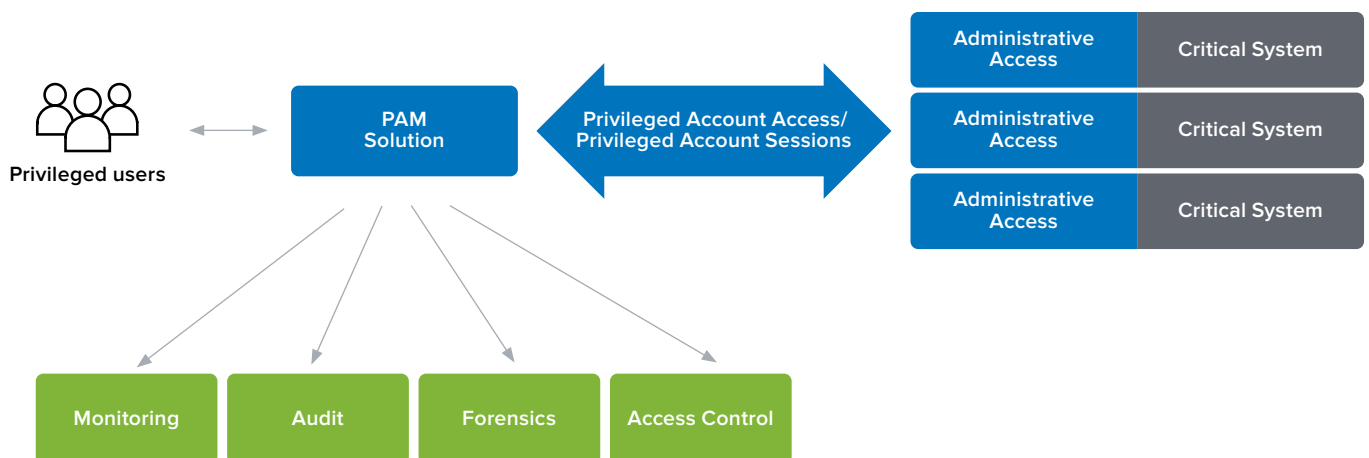 Privileged users
PAM
Solution
Privileged Account Access/
Privileged Account Sessions
Administrative
Access
Critical System
Administrative
Access
Critical System
Administrative
Access
Critical System
Monitoring
Audit
Forensics
Access Control